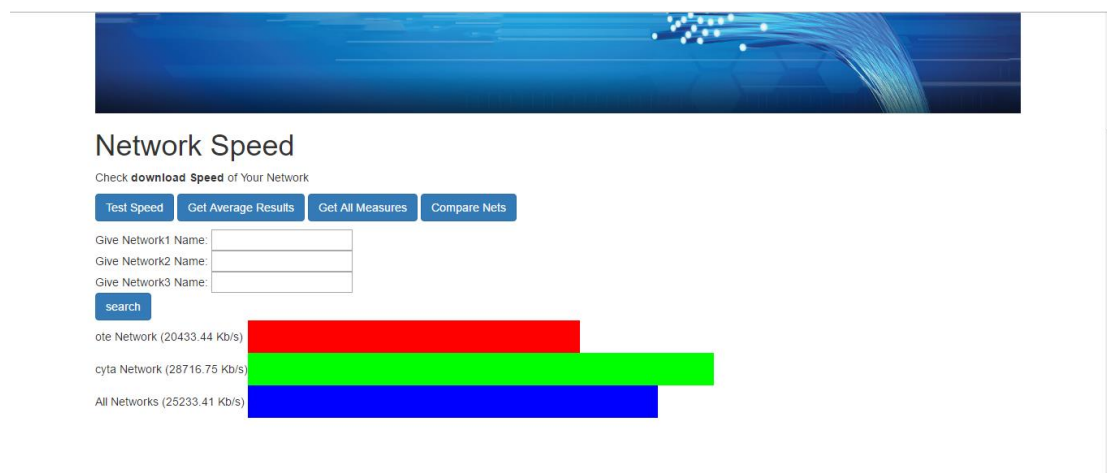 Network Speed
Check download Speed of Your Network
Test Speed Get Average Results Get All Measures Compare Nets
Give Network1 Name:
Give Network2 Name:
Give Network3 Name:
search
ote Network (20433.44 Kb/s)
cyta Network (28716.75 Kb/s)
All Networks (25233.41 Kb/s)